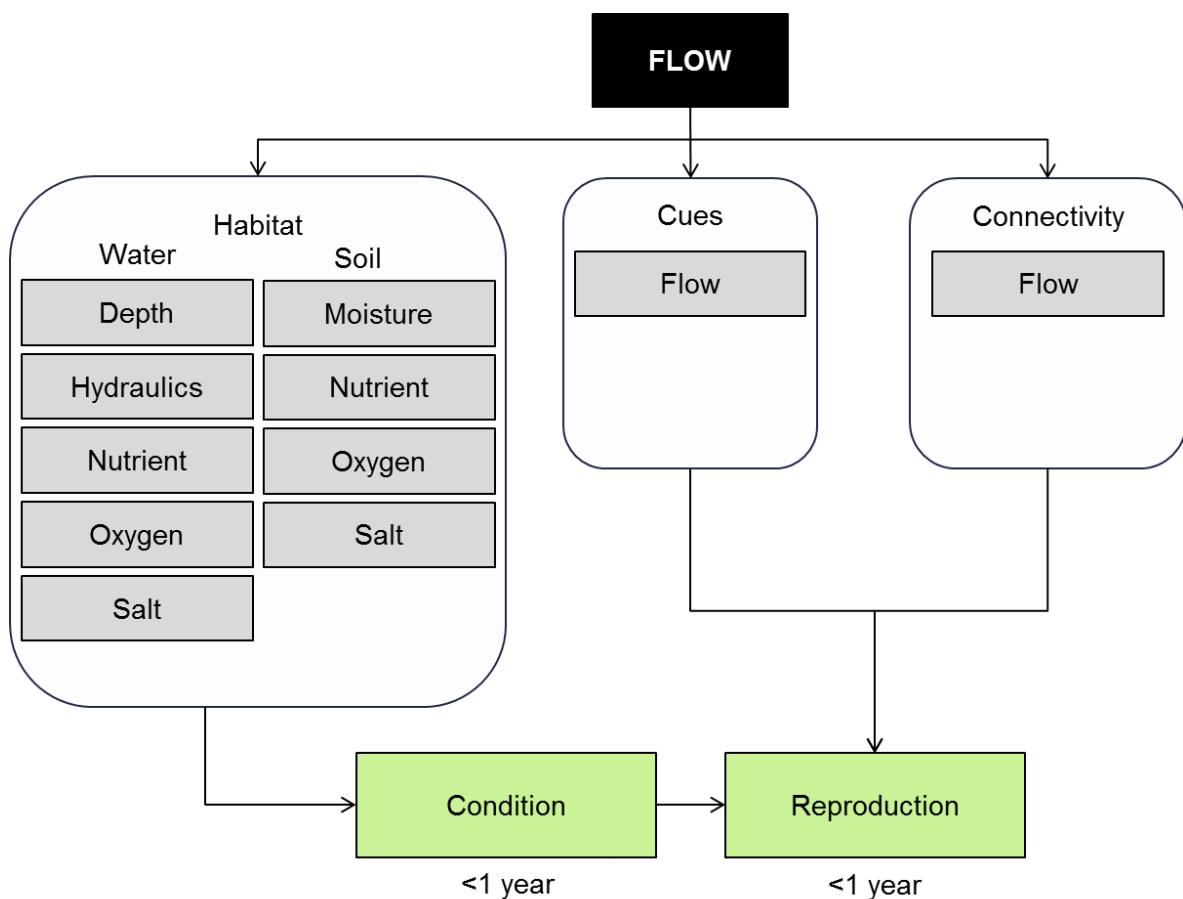 FLOW
Habitat
Water
Soil
Depth
Moisture
Hydraulics
Nutrient
Nutrient
Oxygen
Oxygen
Salt
Salt
Cues
Flow
Connectivity
Flow
Condition
Reproduction
<1 year
<1 year